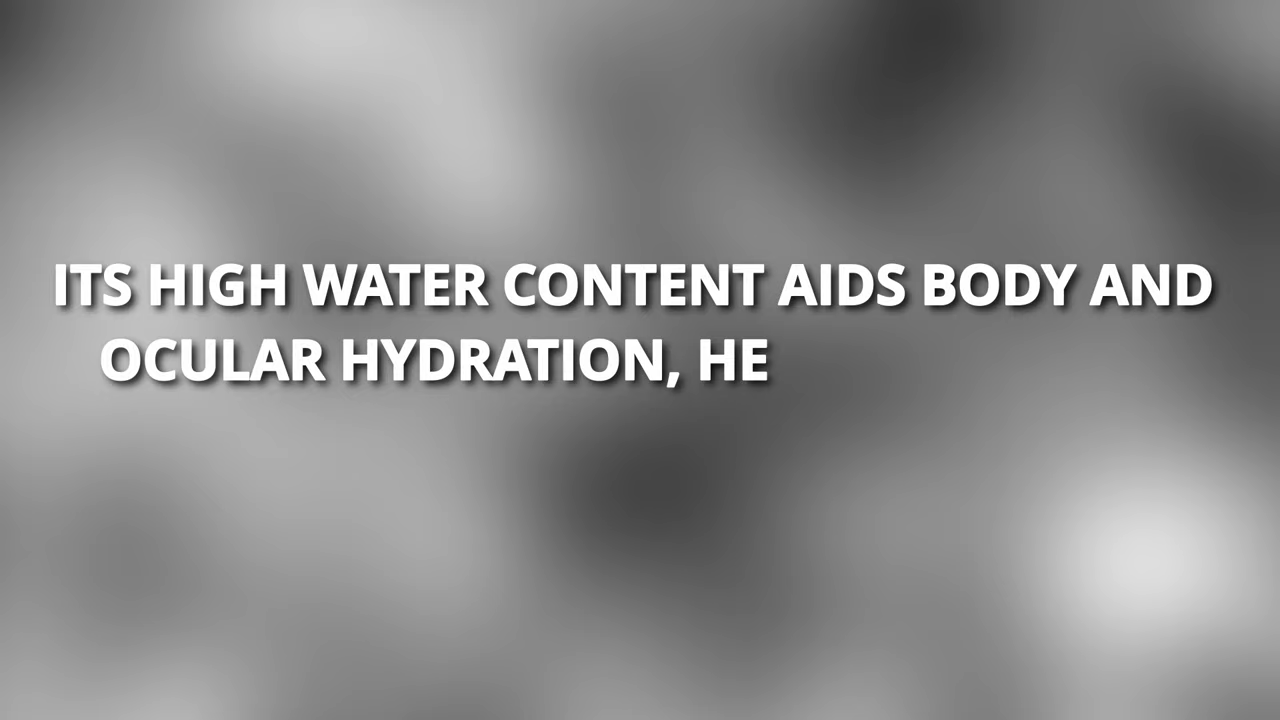 ITS HIGH WATER CONTENT AIDS BODY AND
OCULAR HYDRATION, HE